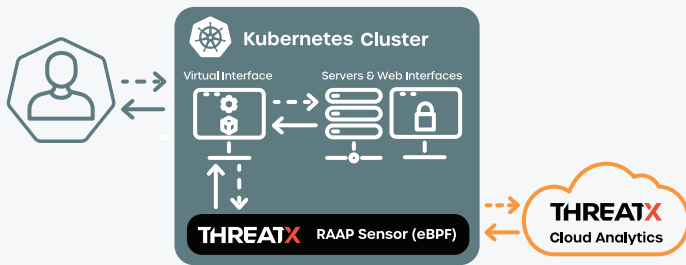 Kubernetes Cluster
Virtual Interface
Servers & Web Interfaces
THREATX RAAP Sensor (eBPF)
THREATX
Cloud Analytics